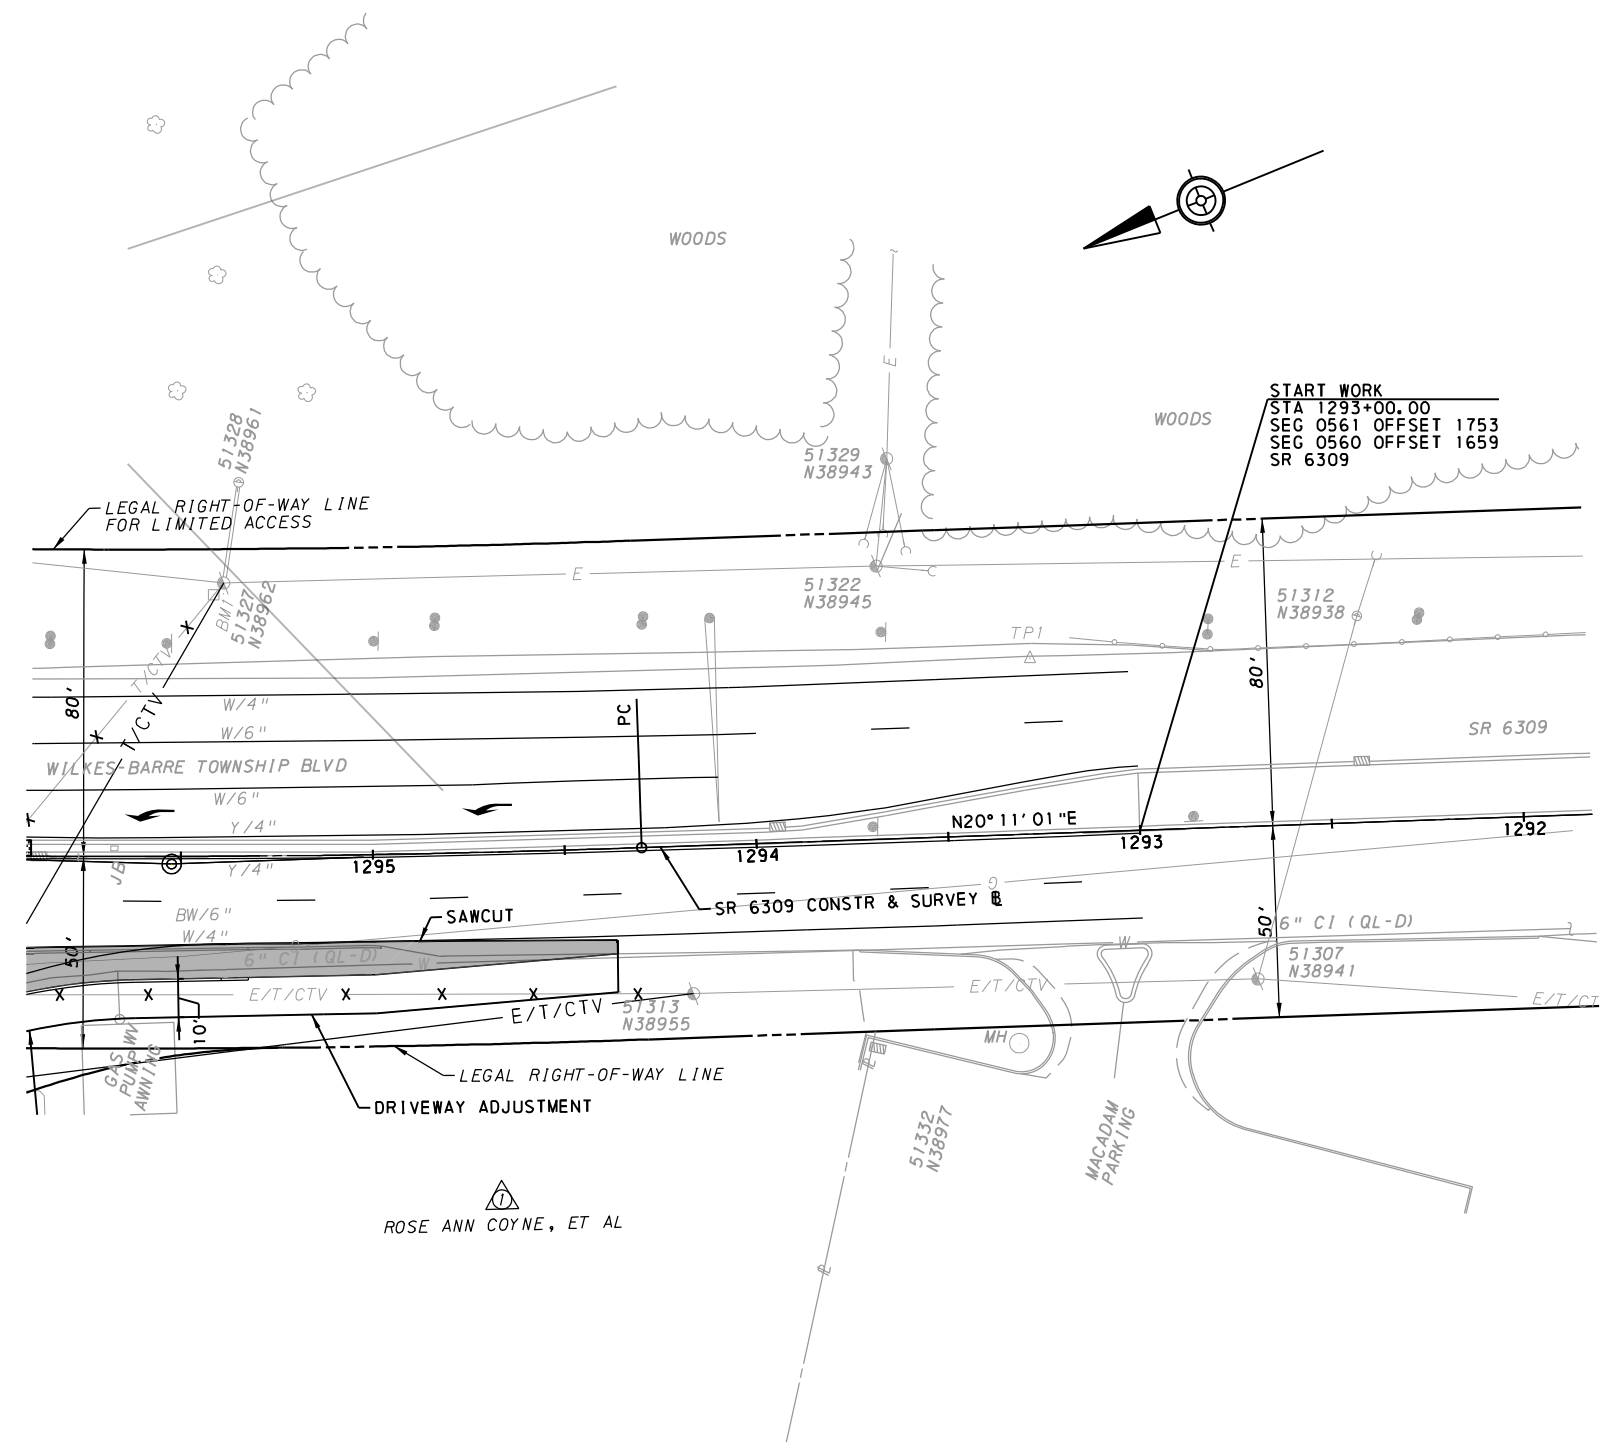 WOODS
START WORK
STA 1293+00.00
SEG 0561 OFFSET 1753
SEG 0560 OFFSET 1659
SR 6309
WOODS
51328
N38961
51329
N38943
LEGAL RIGHT-OF-WAY LINE
FOR LIMITED ACCESS
E
E
E
51322
N38945
51312
N38938
BM1
51327
N38962
TP1
T/CTV
T/CTV
X
X
X
80'
80'
W/4"
PC
W/6"
SR 6309
WILKES-BARRE TOWNSHIP BLVD
W/6"
Y/4"
N20°11'01"E
1295
1294
1293
1292
JB
Y/4"
G
SR 6309 CONSTR & SURVEY B
BW/6"
SAWCUT
W/4"
50'
50'
6" CI (QL-D)
W
W
6" CI (QL-D)
51307
N38941
X X E/T/CTV X X X X
E/T/CTV
E/T/CTV
E/T/CT
51313
N38955
10'
MH
GAS
PUMP WV
AWNING
LEGAL RIGHT-OF-WAY LINE
DRIVEWAY ADJUSTMENT
51332
N38977
MACADAM
PARKING
1
ROSE ANN COYNE, ET AL